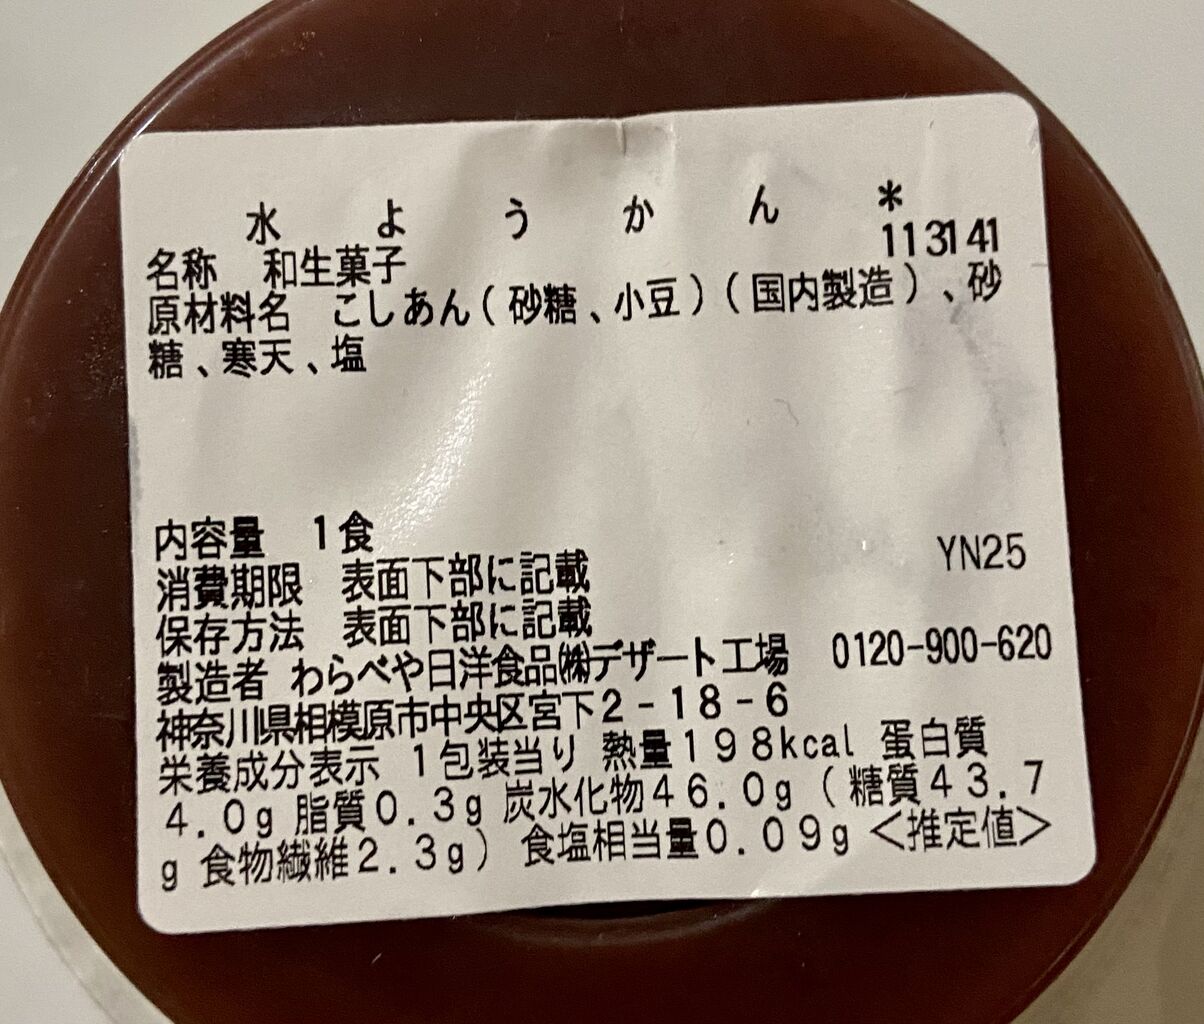 水ようかん＊
113141
名称　和生菓子
原材料名　こしあん(砂糖、小豆)(国内製造)、砂
糖、寒天、塩
内容量　1食
YN25
消費期限　表面下部に記載
保存方法　表面下部に記載
製造者 わらべや日洋食品㈱デザート工場　0120-900-620
神奈川県相模原市中央区宮下2-18-6
栄養成分表示 1包装当り 熱量198kcal 蛋白質
4.0g 脂質0.3g 炭水化物46.0g (糖質43.7
g 食物繊維2.3g) 食塩相当量0.09g <推定値>